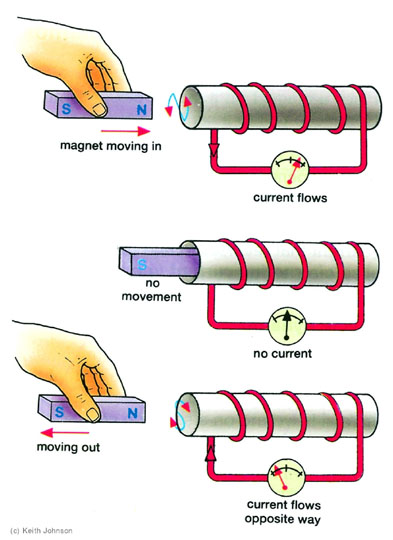 S N
magnet moving in
current flows
S
no
movement
no current
S N
moving out
current flows
opposite way
(c) Keith Johnson